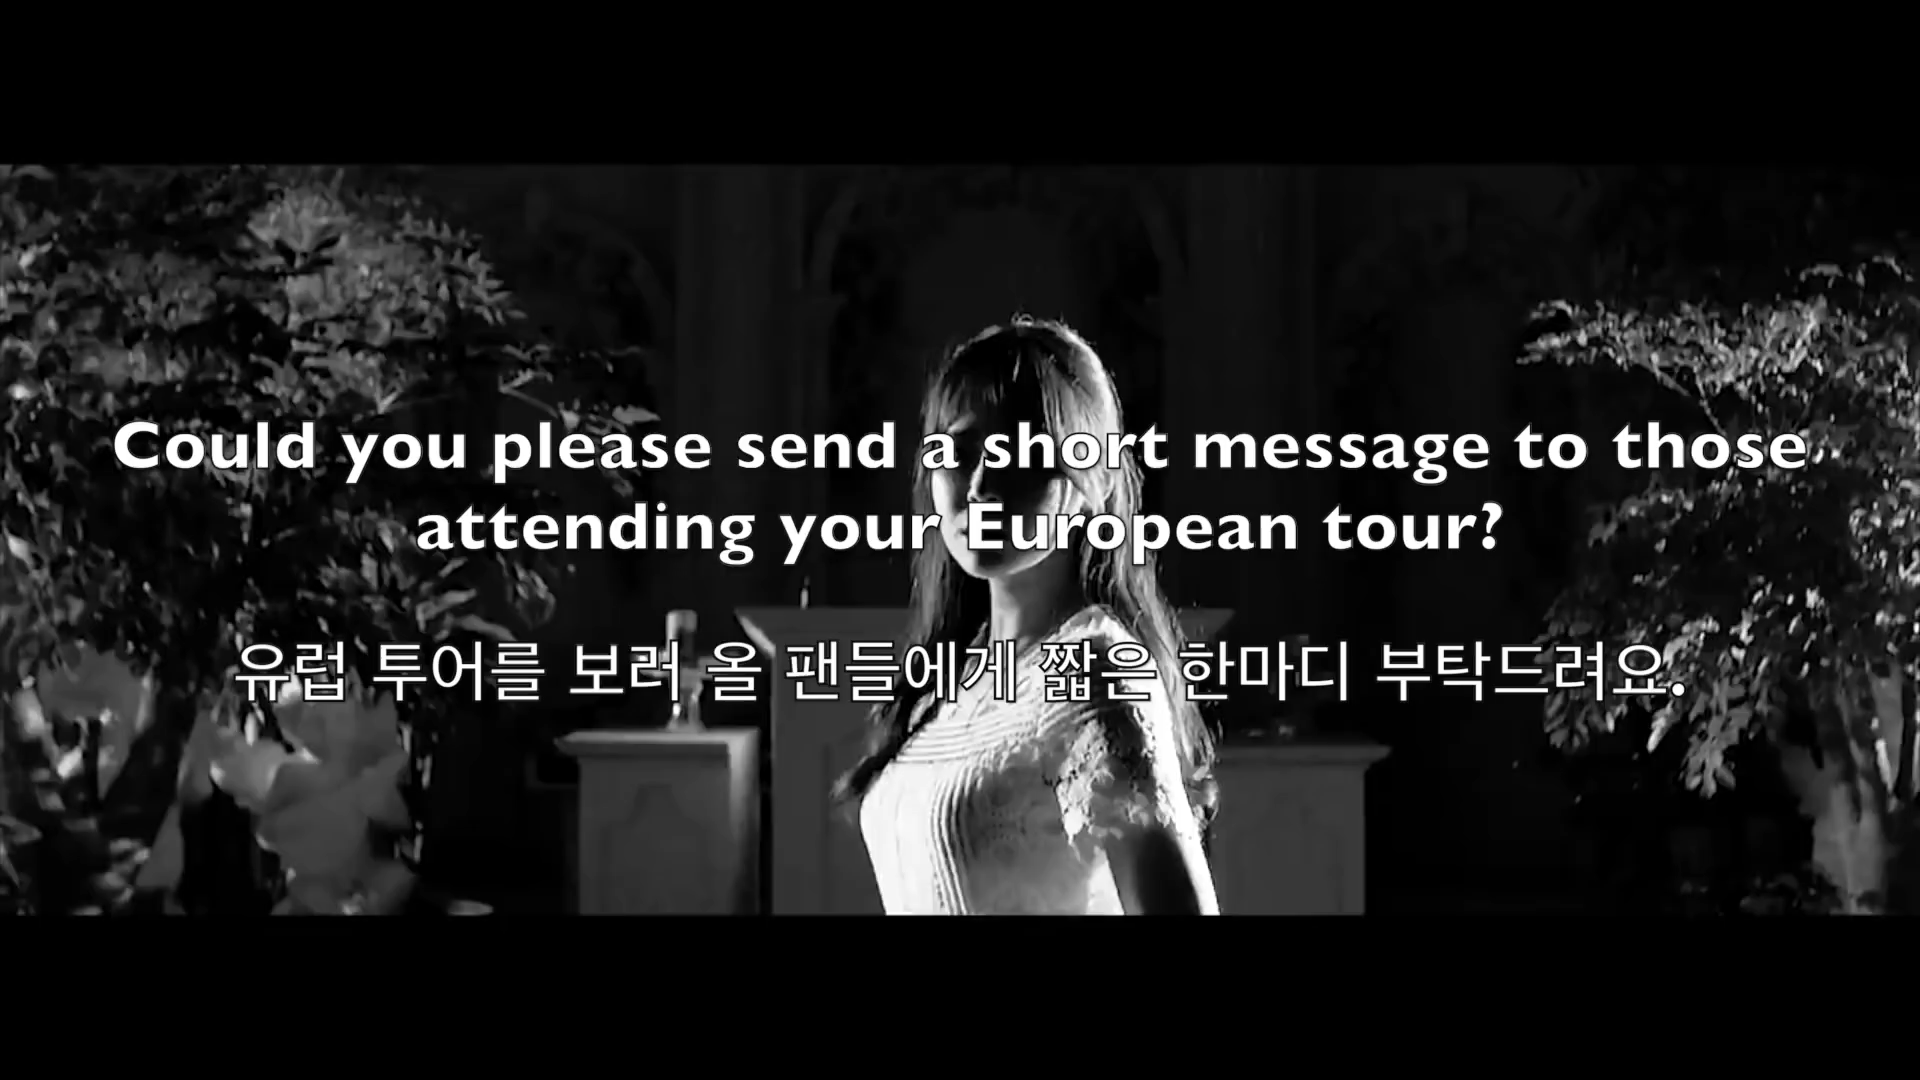 Could you please send a short message to those
attending your European tour?
유럽 투어를 보러 올 팬들에게 짧은 한마디 부탁드려요.